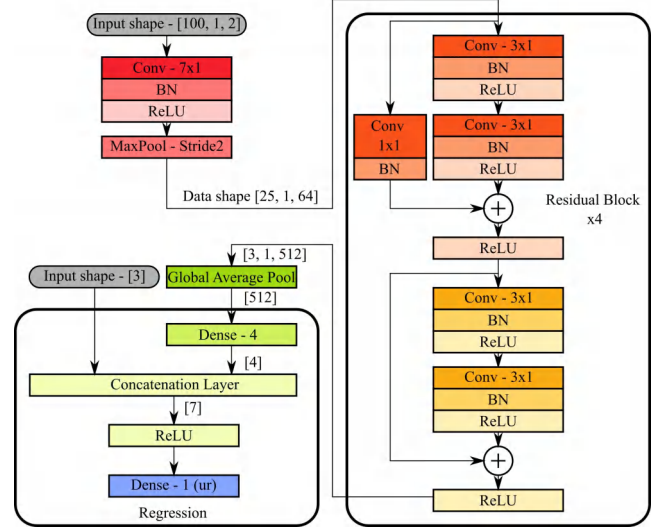 Input shape - [100, 1, 2]
Conv - 7x1
BN
ReLU
MaxPool - Stride2
Data shape [25, 1, 64]
Conv - 3x1
BN
ReLU
Conv
1x1
BN
Conv - 3x1
BN
ReLU
+
Residual Block
x4
ReLU
Conv - 3x1
BN
ReLU
Conv - 3x1
BN
ReLU
+
ReLU
[3, 1, 512]
Input shape - [3]
Global Average Pool
[512]
Dense - 4
[4]
Concatenation Layer
[7]
ReLU
Dense - 1 (ur)
Regression